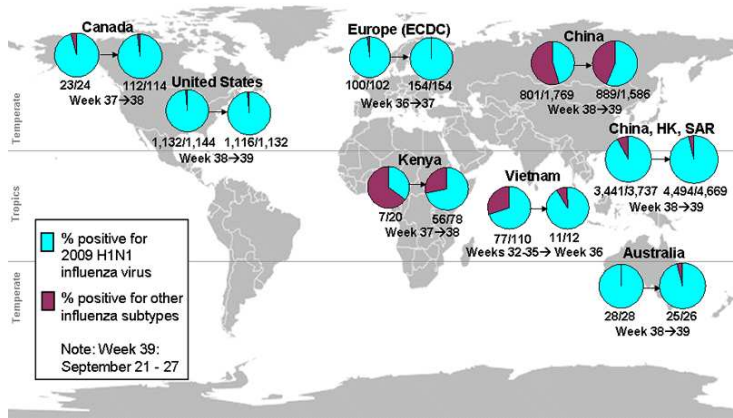 Canada
23/24
112/114
Week 37→38
United States
1,132/1,144
1,116/1,132
Week 38→39
Europe (ECDC)
100/102
154/154
Week 36→37
China
801/1,769
889/1,586
Week 38→39
China, HK, SAR
3,441/3,737
4,494/4,669
Week 38→39
Kenya
7/20
56/78
Week 37→38
Vietnam
77/110
11/12
Weeks 32-35→ Week 36
Australia
28/28
25/26
Week 38→39
Temperate
Tropics
Temperate
% positive for
2009 H1N1
influenza virus
% positive for other
influenza subtypes
Note: Week 39:
September 21 - 27